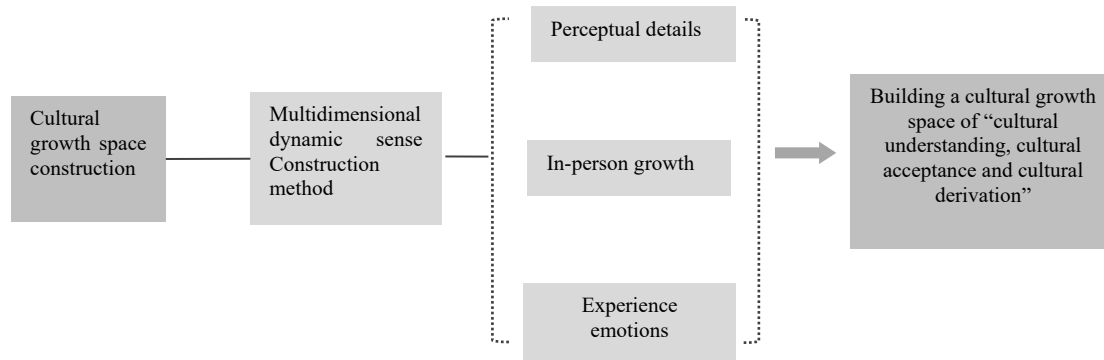 Cultural
growth space
construction
Multidimensional
dynamic sense
Construction
method
Perceptual details
In-person growth
Experience
emotions
Building a cultural growth
space of “cultural
understanding, cultural
acceptance and cultural
derivation”